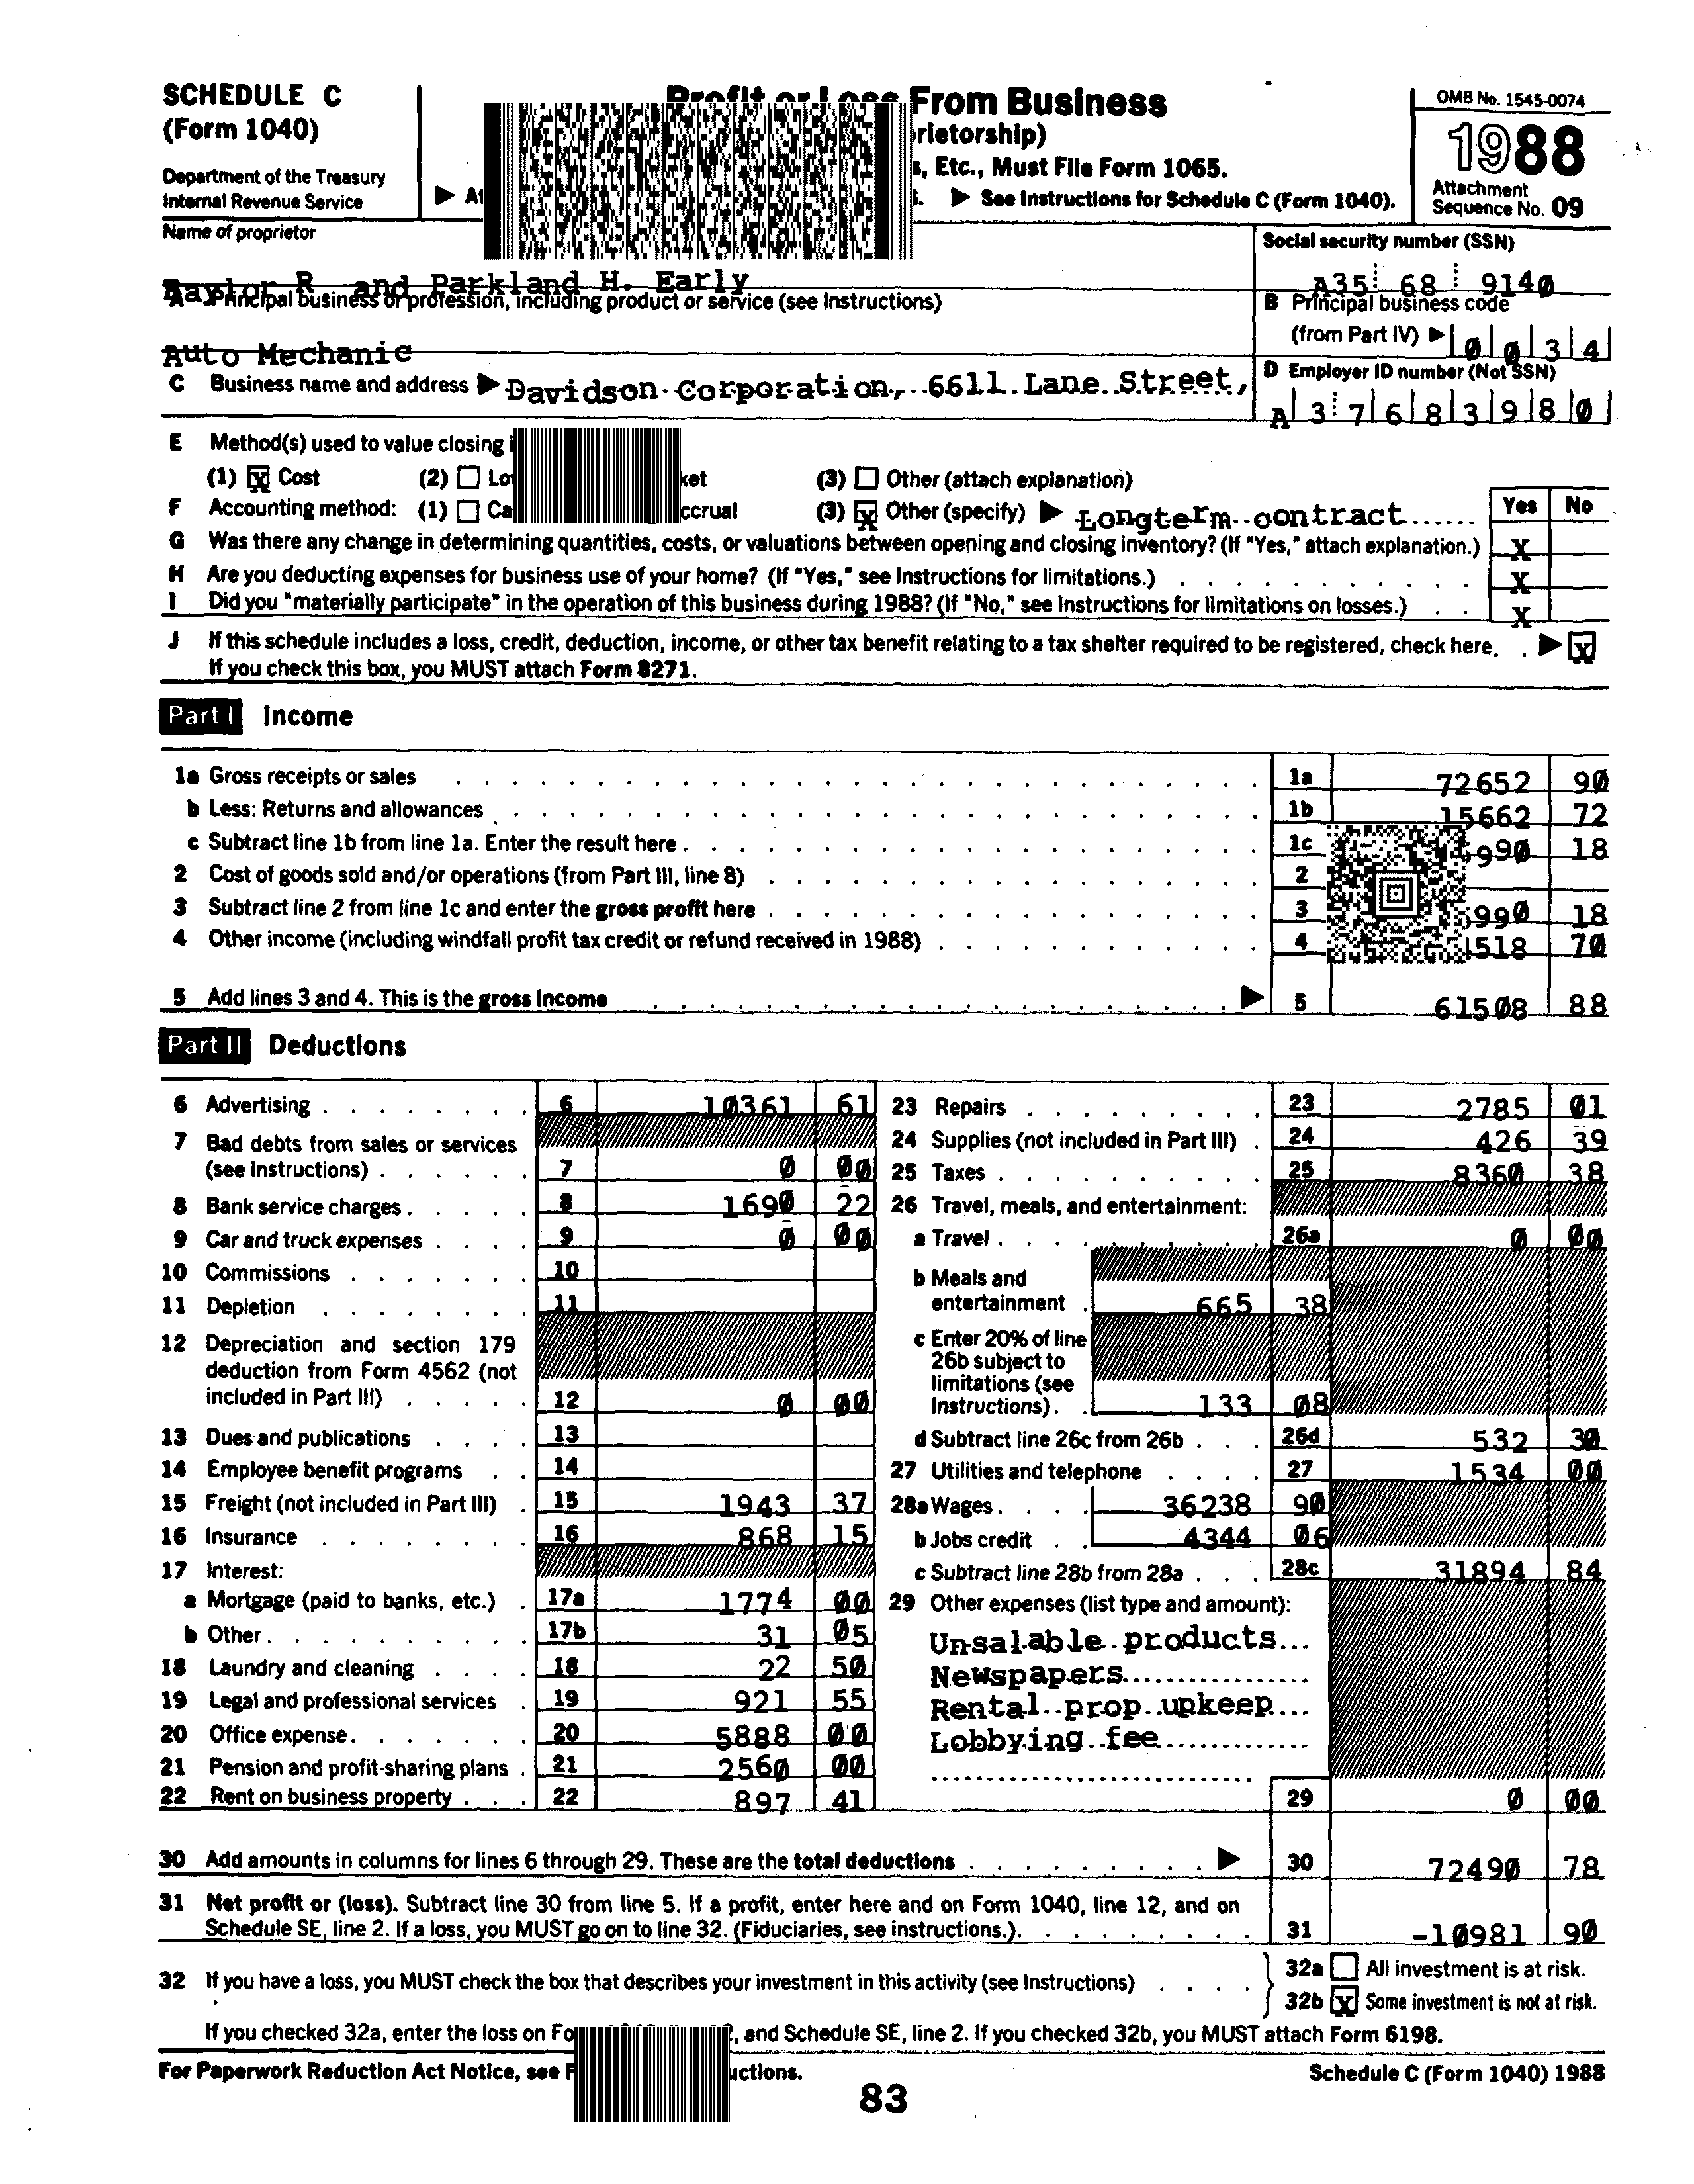 SCHEDULE C
(Form 1040)
Department of the Treasury
Internal Revenue Service
Profit or Loss From Business
rietorship)
s, Etc., Must File Form 1065.
▶ See Instructions for Schedule C (Form 1040).
OMB No. 1545-0074
1988
Attachment
Sequence No. 09
Name of proprietor
Social security number (SSN)
R and Parkland H. Early
A35 68 9140
A Principal business or profession, including product or service (see Instructions)
B Principal business code
(from Part IV) ▶ 0 0 3 4
Auto Mechanic
C Business name and address ▶ Davidson Corporation, 6611 Lane Street,
D Employer ID number (Not SSN)
A 3 7 6 8 3 9 8 0
E Method(s) used to value closing
(1) X Cost (2) (3) Other (attach explanation)
F Accounting method: (1) (3) X Other (specify) ▶ Longterm contract
Yes No
G Was there any change in determining quantities, costs, or valuations between opening and closing inventory? (If "Yes," attach explanation.) X
H Are you deducting expenses for business use of your home? (If "Yes," see Instructions for limitations.) X
I Did you "materially participate" in the operation of this business during 1988? (If "No," see Instructions for limitations on losses.) X
J If this schedule includes a loss, credit, deduction, income, or other tax benefit relating to a tax shelter required to be registered, check here. ▶ X
If you check this box, you MUST attach Form 8271.
Part I Income
1a Gross receipts or sales 1a 72652 90
b Less: Returns and allowances 1b 15662 72
c Subtract line 1b from line 1a. Enter the result here 1c 990 18
2 Cost of goods sold and/or operations (from Part III, line 8) 2
3 Subtract line 2 from line 1c and enter the gross profit here 3 990 18
4 Other income (including windfall profit tax credit or refund received in 1988) 4 518 70
5 Add lines 3 and 4. This is the gross income ▶ 5 61508 88
Part II Deductions
6 Advertising 6 10361 61
7 Bad debts from sales or services
(see Instructions) 7 0 00
8 Bank service charges 8 1690 22
9 Car and truck expenses 9 0 00
10 Commissions 10
11 Depletion 11
12 Depreciation and section 179
deduction from Form 4562 (not
included in Part III) 12 0 00
13 Dues and publications 13
14 Employee benefit programs 14
15 Freight (not included in Part III) 15 1943 37
16 Insurance 16 868 15
17 Interest:
a Mortgage (paid to banks, etc.) 17a 1774 00
b Other 17b 31 05
18 Laundry and cleaning 18 22 50
19 Legal and professional services 19 921 55
20 Office expense 20 5888 00
21 Pension and profit-sharing plans 21 2560 00
22 Rent on business property 22 897 41
23 Repairs 23 2785 01
24 Supplies (not included in Part III) 24 426 39
25 Taxes 25 8360 38
26 Travel, meals, and entertainment:
a Travel 26a 0 00
b Meals and
entertainment 665 38
c Enter 20% of line
26b subject to
limitations (see
Instructions) 133 08
d Subtract line 26c from 26b 26d 532 30
27 Utilities and telephone 27 1534 00
28a Wages 36238 90
b Jobs credit 4344 06
c Subtract line 28b from 28a 28c 31894 84
29 Other expenses (list type and amount):
Unsalable products
Newspapers
Rental prop upkeep
Lobbying fee
29 0 00
30 Add amounts in columns for lines 6 through 29. These are the total deductions ▶ 30 72490 78
31 Net profit or (loss). Subtract line 30 from line 5. If a profit, enter here and on Form 1040, line 12, and on
Schedule SE, line 2. If a loss, you MUST go on to line 32. (Fiduciaries, see instructions.) 31 -10981 90
32 If you have a loss, you MUST check the box that describes your investment in this activity (see Instructions)
32a All investment is at risk.
32b X Some investment is not at risk.
If you checked 32a, enter the loss on , and Schedule SE, line 2. If you checked 32b, you MUST attach Form 6198.
For Paperwork Reduction Act Notice, see
Schedule C (Form 1040) 1988
83